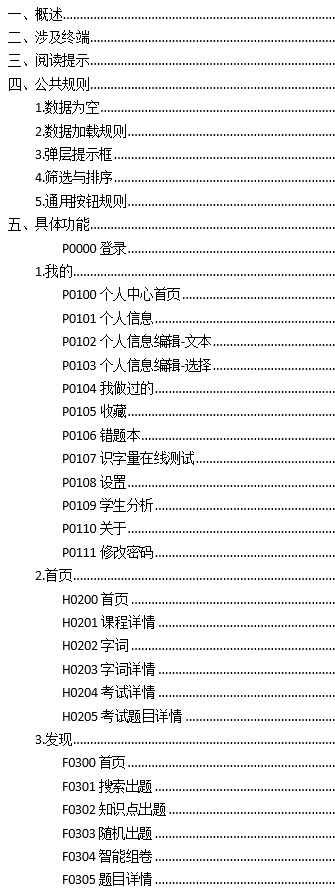 一、概述
二、涉及终端
三、阅读提示
四、公共规则
1.数据为空
2.数据加载规则
3.弹层提示框
4.筛选与排序
5.通用按钮规则
五、具体功能
P0000 登录
1.我的
P0100 个人中心首页
P0101 个人信息
P0102 个人信息编辑-文本
P0103 个人信息编辑-选择
P0104 我做过的
P0105 收藏
P0106 错题本
P0107 识字量在线测试
P0108 设置
P0109 学生分析
P0110 关于
P0111 修改密码
2.首页
H0200 首页
H0201 课程详情
H0202 字词
H0203 字词详情
H0204 考试详情
H0205 考试题目详情
3.发现
F0300 首页
F0301 搜索出题
F0302 知识点出题
F0303 随机出题
F0304 智能组卷
F0305 题目详情